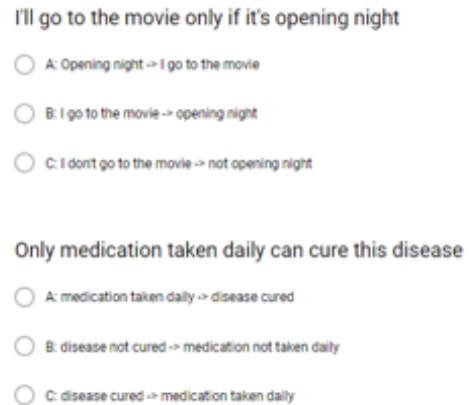 I'll go to the movie only if it's opening night
A: Opening night -> I go to the movie
B: I go to the movie -> opening night
C: I don't go to the movie -> not opening night
Only medication taken daily can cure this disease
A: medication taken daily -> disease cured
B: disease not cured -> medication not taken daily
C: disease cured -> medication taken daily